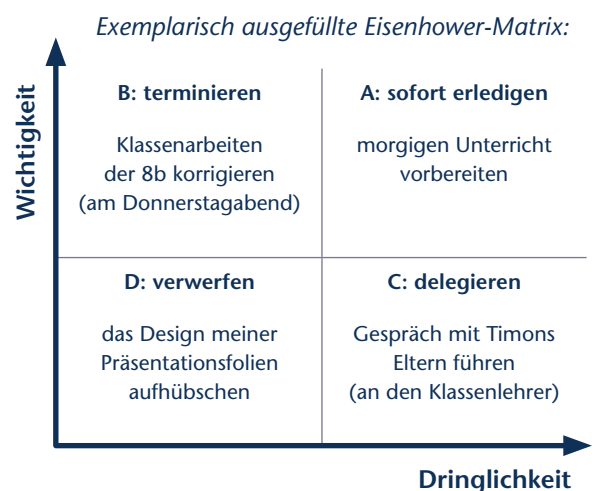 Exemplarisch ausgefüllte Eisenhower-Matrix:
Wichtigkeit
B: terminieren
Klassenarbeiten
der 8b korrigieren
(am Donnerstagabend)
A: sofort erledigen
morgigen Unterricht
vorbereiten
D: verwerfen
das Design meiner
Präsentationsfolien
aufhübschen
C: delegieren
Gespräch mit Timons
Eltern führen
(an den Klassenlehrer)
Dringlichkeit